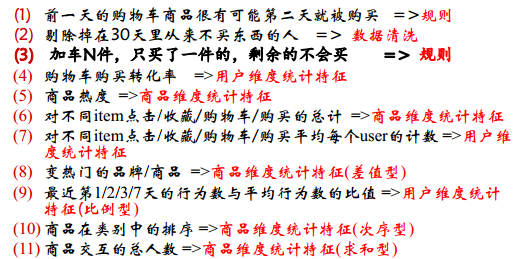 (1) 前一天的购物车商品很有可能第二天就被购买 =>规则
(2) 剔除掉在30天里从来不买东西的人 => 数据清洗
(3) 加车N件，只买了一件的，剩余的不会买 => 规则
(4) 购物车购买转化率 =>用户维度统计特征
(5) 商品热度 =>商品维度统计特征
(6) 对不同item点击/收藏/购物车/购买的总计 =>商品维度统计特征
(7) 对不同item点击/收藏/购物车/购买平均每个user的计数 =>用户维
度统计特征
(8) 变热门的品牌/商品 =>商品维度统计特征(差值型)
(9) 最近第1/2/3/7天的行为数与平均行为数的比值 =>用户维度统计
特征(比例型)
(10) 商品在类别中的排序 =>商品维度统计特征(次序型)
(11) 商品交互的总人数 =>商品维度统计特征(求和型)